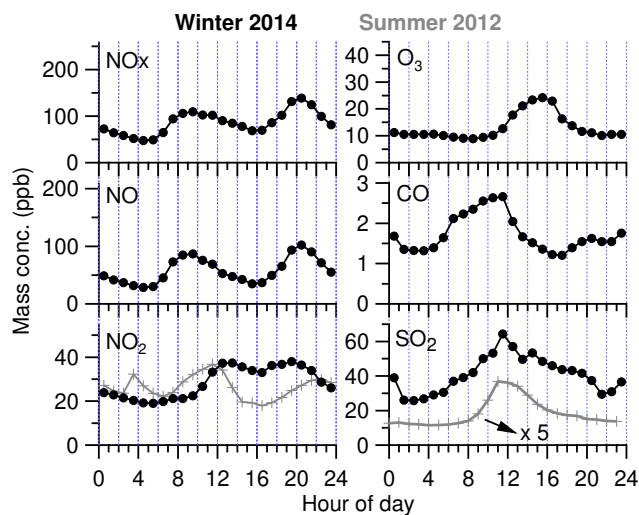 Winter 2014 Summer 2012
NOx
200
100
0
O₃
40
30
20
10
0
NO
200
100
0
CO
3
2
1
0
Mass conc. (ppb)
NO₂
40
20
0
SO₂
60
40
20
0
x 5
0 4 8 12 16 20 24
0 4 8 12 16 20 24
Hour of day